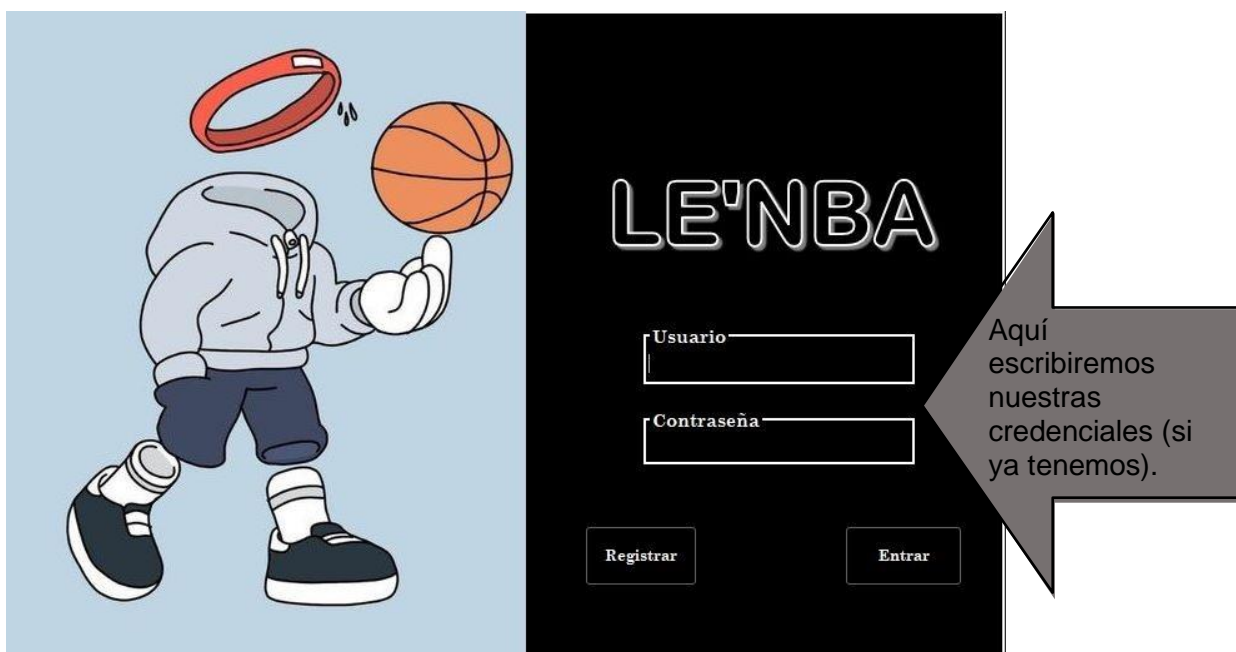 LE'NBA
Usuario
Contraseña
Registrar
Entrar
Aquí
escribiremos
nuestras
credenciales (si
ya tenemos).